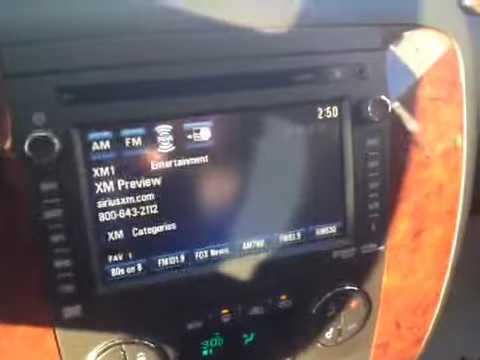 2:50
AM FM
XM1 Entertainment
XM Preview
siriusxm.com
800-643-2112
XM Categories
FAV 1
80s on 8 FM101.9 FOX News AM760 FM93.9 AM630